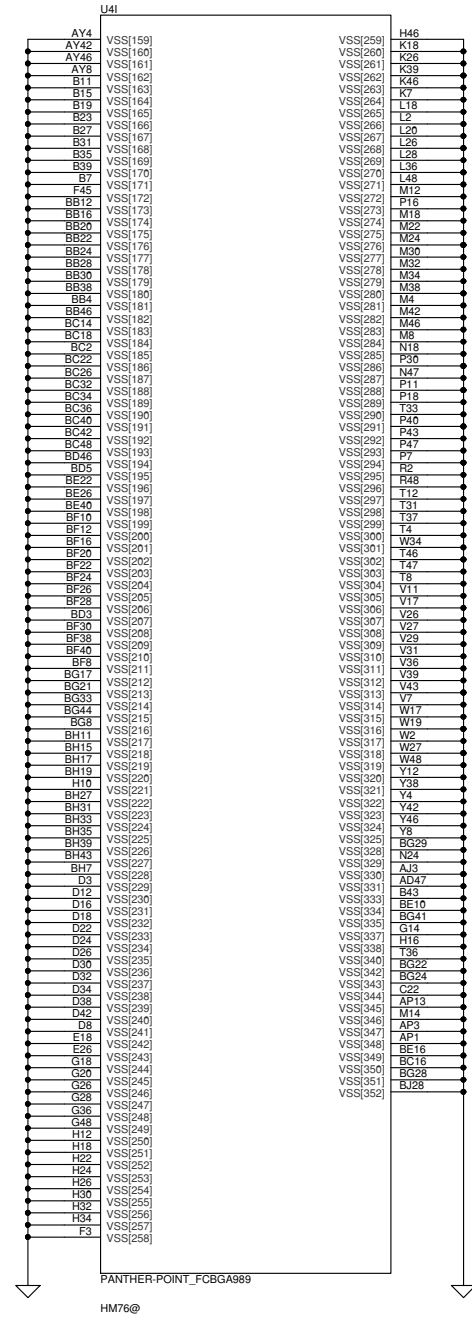 U4I
AY4 VSS[159] VSS[259] H46
AY42 VSS[160] VSS[260] K18
AY46 VSS[161] VSS[261] K26
AY8 VSS[162] VSS[262] K39
B11 VSS[163] VSS[263] K46
B15 VSS[164] VSS[264] K7
B19 VSS[165] VSS[265] L18
B23 VSS[166] VSS[266] L2
B27 VSS[167] VSS[267] L20
B31 VSS[168] VSS[268] L26
B35 VSS[169] VSS[269] L28
B39 VSS[170] VSS[270] L36
B7 VSS[171] VSS[271] L48
F45 VSS[172] VSS[272] M12
BB12 VSS[173] VSS[273] P16
BB16 VSS[174] VSS[274] M18
BB20 VSS[175] VSS[275] M22
BB22 VSS[176] VSS[276] M24
BB24 VSS[177] VSS[277] M30
BB28 VSS[178] VSS[278] M32
BB30 VSS[179] VSS[279] M34
BB38 VSS[180] VSS[280] M38
BB4 VSS[181] VSS[281] M4
BB46 VSS[182] VSS[282] M42
BC14 VSS[183] VSS[283] M46
BC18 VSS[184] VSS[284] M8
BC2 VSS[185] VSS[285] N18
BC22 VSS[186] VSS[286] P30
BC26 VSS[187] VSS[287] N47
BC32 VSS[188] VSS[288] P11
BC34 VSS[189] VSS[289] P18
BC36 VSS[190] VSS[290] T33
BC40 VSS[191] VSS[291] P40
BC42 VSS[192] VSS[292] P43
BC48 VSS[193] VSS[293] P47
BD46 VSS[194] VSS[294] P7
BD5 VSS[195] VSS[295] R2
BE22 VSS[196] VSS[296] R48
BE26 VSS[197] VSS[297] T12
BE40 VSS[198] VSS[298] T31
BF10 VSS[199] VSS[299] T37
BF12 VSS[200] VSS[300] T4
BF16 VSS[201] VSS[301] W34
BF20 VSS[202] VSS[302] T46
BF22 VSS[203] VSS[303] T47
BF24 VSS[204] VSS[304] T8
BF26 VSS[205] VSS[305] V11
BF28 VSS[206] VSS[306] V17
BD3 VSS[207] VSS[307] V26
BF30 VSS[208] VSS[308] V27
BF38 VSS[209] VSS[309] V29
BF40 VSS[210] VSS[310] V31
BF8 VSS[211] VSS[311] V36
BG17 VSS[212] VSS[312] V39
BG21 VSS[213] VSS[313] V43
BG33 VSS[214] VSS[314] V7
BG44 VSS[215] VSS[315] W17
BG8 VSS[216] VSS[316] W19
BH11 VSS[217] VSS[317] W2
BH15 VSS[218] VSS[318] W27
BH17 VSS[219] VSS[319] W48
BH19 VSS[220] VSS[320] Y12
H10 VSS[221] VSS[321] Y38
BH27 VSS[222] VSS[322] Y4
BH31 VSS[223] VSS[323] Y42
BH33 VSS[224] VSS[324] Y46
BH35 VSS[225] VSS[325] Y8
BH39 VSS[226] VSS[328] BG29
BH43 VSS[227] VSS[329] N24
BH7 VSS[228] VSS[330] AJ3
D3 VSS[229] VSS[331] AD47
D12 VSS[230] VSS[333] B43
D16 VSS[231] VSS[334] BE10
D18 VSS[232] VSS[335] BG41
D22 VSS[233] VSS[337] G14
D24 VSS[234] VSS[338] H16
D26 VSS[235] VSS[340] T36
D30 VSS[236] VSS[342] BG22
D32 VSS[237] VSS[343] BG24
D34 VSS[238] VSS[344] C22
D38 VSS[239] VSS[345] AP13
D42 VSS[240] VSS[346] M14
D8 VSS[241] VSS[347] AP3
E18 VSS[242] VSS[348] AP1
E26 VSS[243] VSS[349] BE16
G18 VSS[244] VSS[350] BC16
G20 VSS[245] VSS[351] BG28
G26 VSS[246] VSS[352] BJ28
G28 VSS[247]
G36 VSS[248]
G48 VSS[249]
H12 VSS[250]
H18 VSS[251]
H22 VSS[252]
H24 VSS[253]
H26 VSS[254]
H30 VSS[255]
H32 VSS[256]
H34 VSS[257]
F3 VSS[258]
PANTHER-POINT_FCBGA989
HM76@